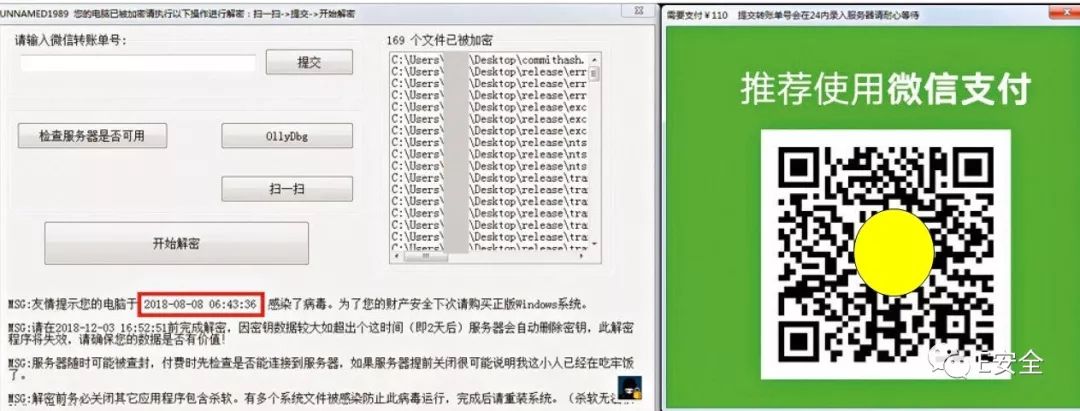 UNNAMED1989 您的电脑已被加密请执行以下操作进行解密：扫一扫->提交->开始解密
请输入微信转账单号:
提交
检查服务器是否可用
OllyDbg
扫一扫
开始解密
169 个文件已被加密
C:\Users\ \Desktop\commithash.
C:\Users\ \Desktop\release\err
C:\Users\ \Desktop\release\err
C:\Users\ \Desktop\release\err
C:\Users\ \Desktop\release\exc
C:\Users\ \Desktop\release\exc
C:\Users\ \Desktop\release\exc
C:\Users\ \Desktop\release\nts
C:\Users\ \Desktop\release\nts
C:\Users\ \Desktop\release\nts
C:\Users\ \Desktop\release\tra
C:\Users\ \Desktop\release\tra
C:\Users\ \Desktop\release\tra
C:\Users\ \Desktop\release\tra
C:\Users\ \Desktop\release\tra
C:\Users\ \Desktop\release\tra
MSG:友情提示您的电脑于 2018-08-08 06:43:36 感染了病毒。为了您的财产安全下次请购买正版Windows系统。
MSG:请在2018-12-03 16:52:51前完成解密，因密钥数据较大如超出个这时间（即2天后）服务器会自动删除密钥，此解密
程序将失效，请确保您的数据是否有价值!
MSG:服务器随时可能被查封，付费时先检查是否能连接到服务器，如果服务器提前关闭很可能说明我这小人已经在吃牢饭
了。
MSG:解密前务必关闭其它应用程序包含杀软。有多个系统文件被感染防止此病毒运行，完成后请重装系统。（杀软无法
需要支付￥110 提交转账单号会在24内录入服务器请耐心等待
推荐使用微信支付
E安全